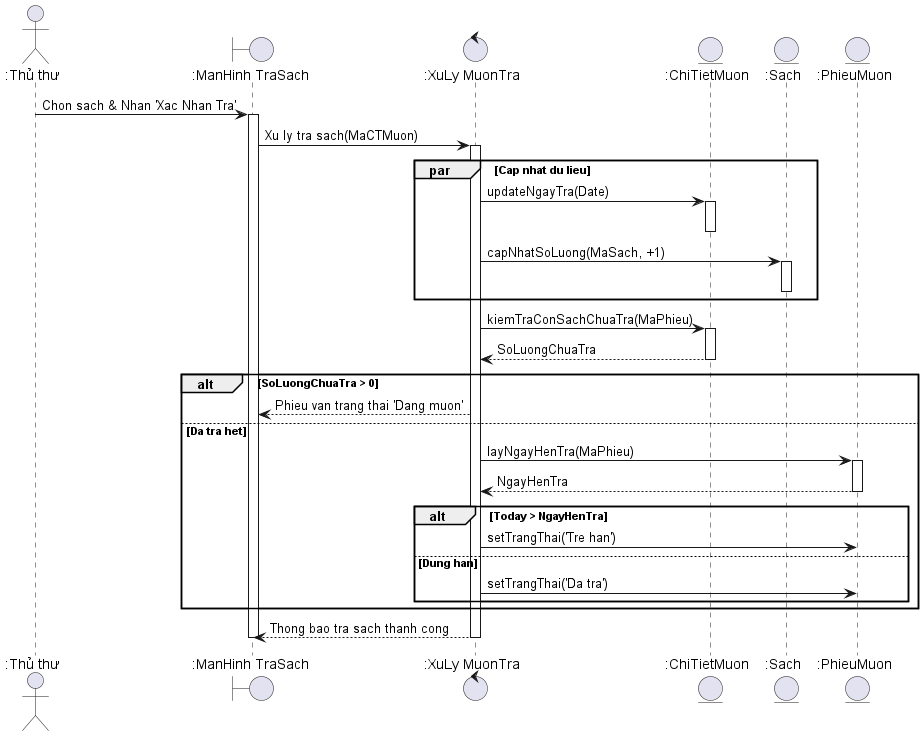 :Thủ thư
:ManHinh TraSach
:XuLy MuonTra
:ChiTietMuon
:Sach
:PhieuMuon
Chon sach & Nhan 'Xac Nhan Tra'
Xu ly tra sach(MaCTMuon)
par
[Cap nhat du lieu]
updateNgayTra(Date)
capNhatSoLuong(MaSach, +1)
kiemTraConSachChuaTra(MaPhieu)
SoLuongChuaTra
alt
[SoLuongChuaTra > 0]
Phieu van trang thai 'Dang muon'
[Da tra het]
layNgayHenTra(MaPhieu)
NgayHenTra
alt
[Today > NgayHenTra]
setTrangThai('Tre han')
[Dung han]
setTrangThai('Da tra')
Thong bao tra sach thanh cong
:Thủ thư
:ManHinh TraSach
:XuLy MuonTra
:ChiTietMuon
:Sach
:PhieuMuon